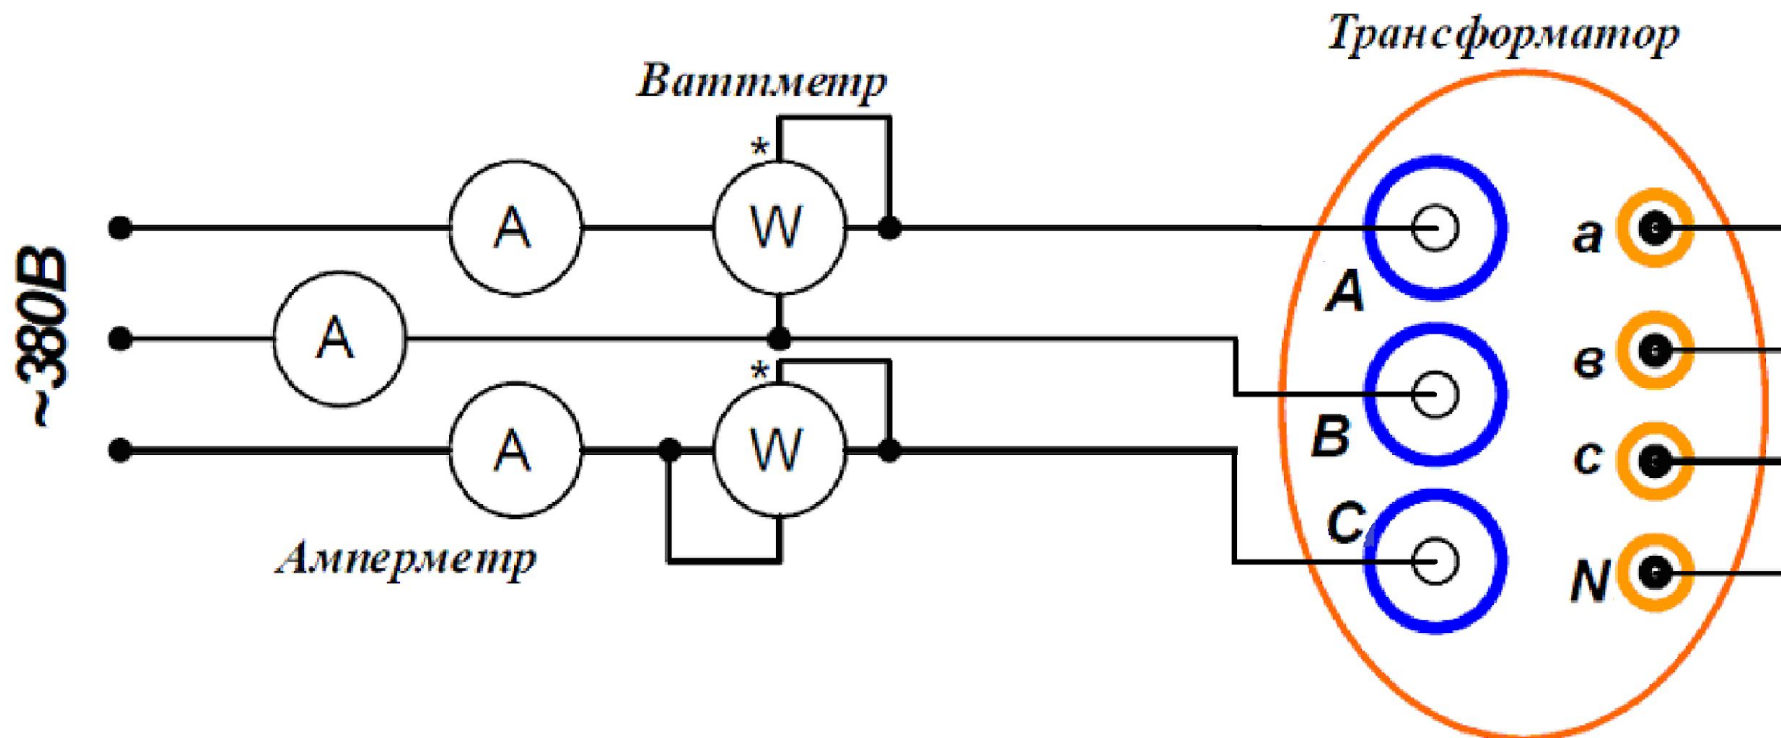 Трансформатор
Ваттметр
*
A
W
a
A
~380В
A
в
*
B
A
W
c
C
Амперметр
N